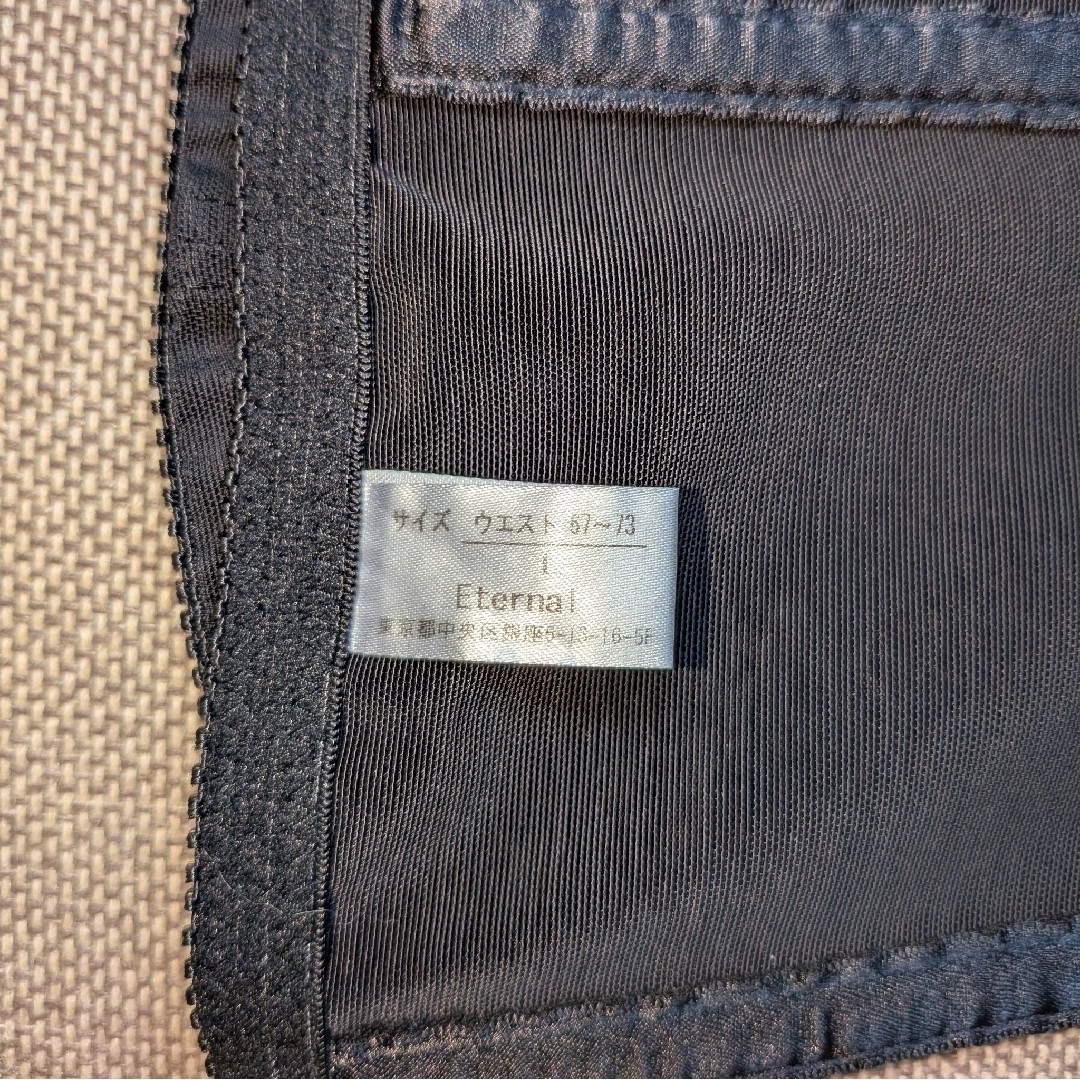 サイズ ウエスト 67〜73
Eternal
東京都中央区銀座6-13-16-5F